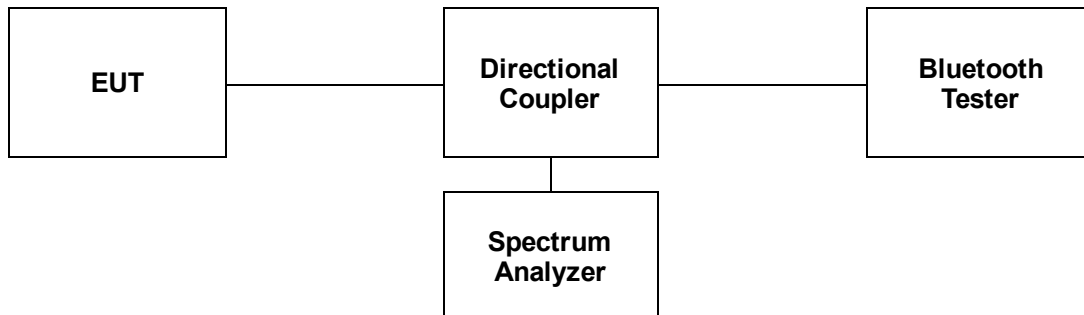 EUT
Directional
Coupler
Bluetooth
Tester
Spectrum
Analyzer